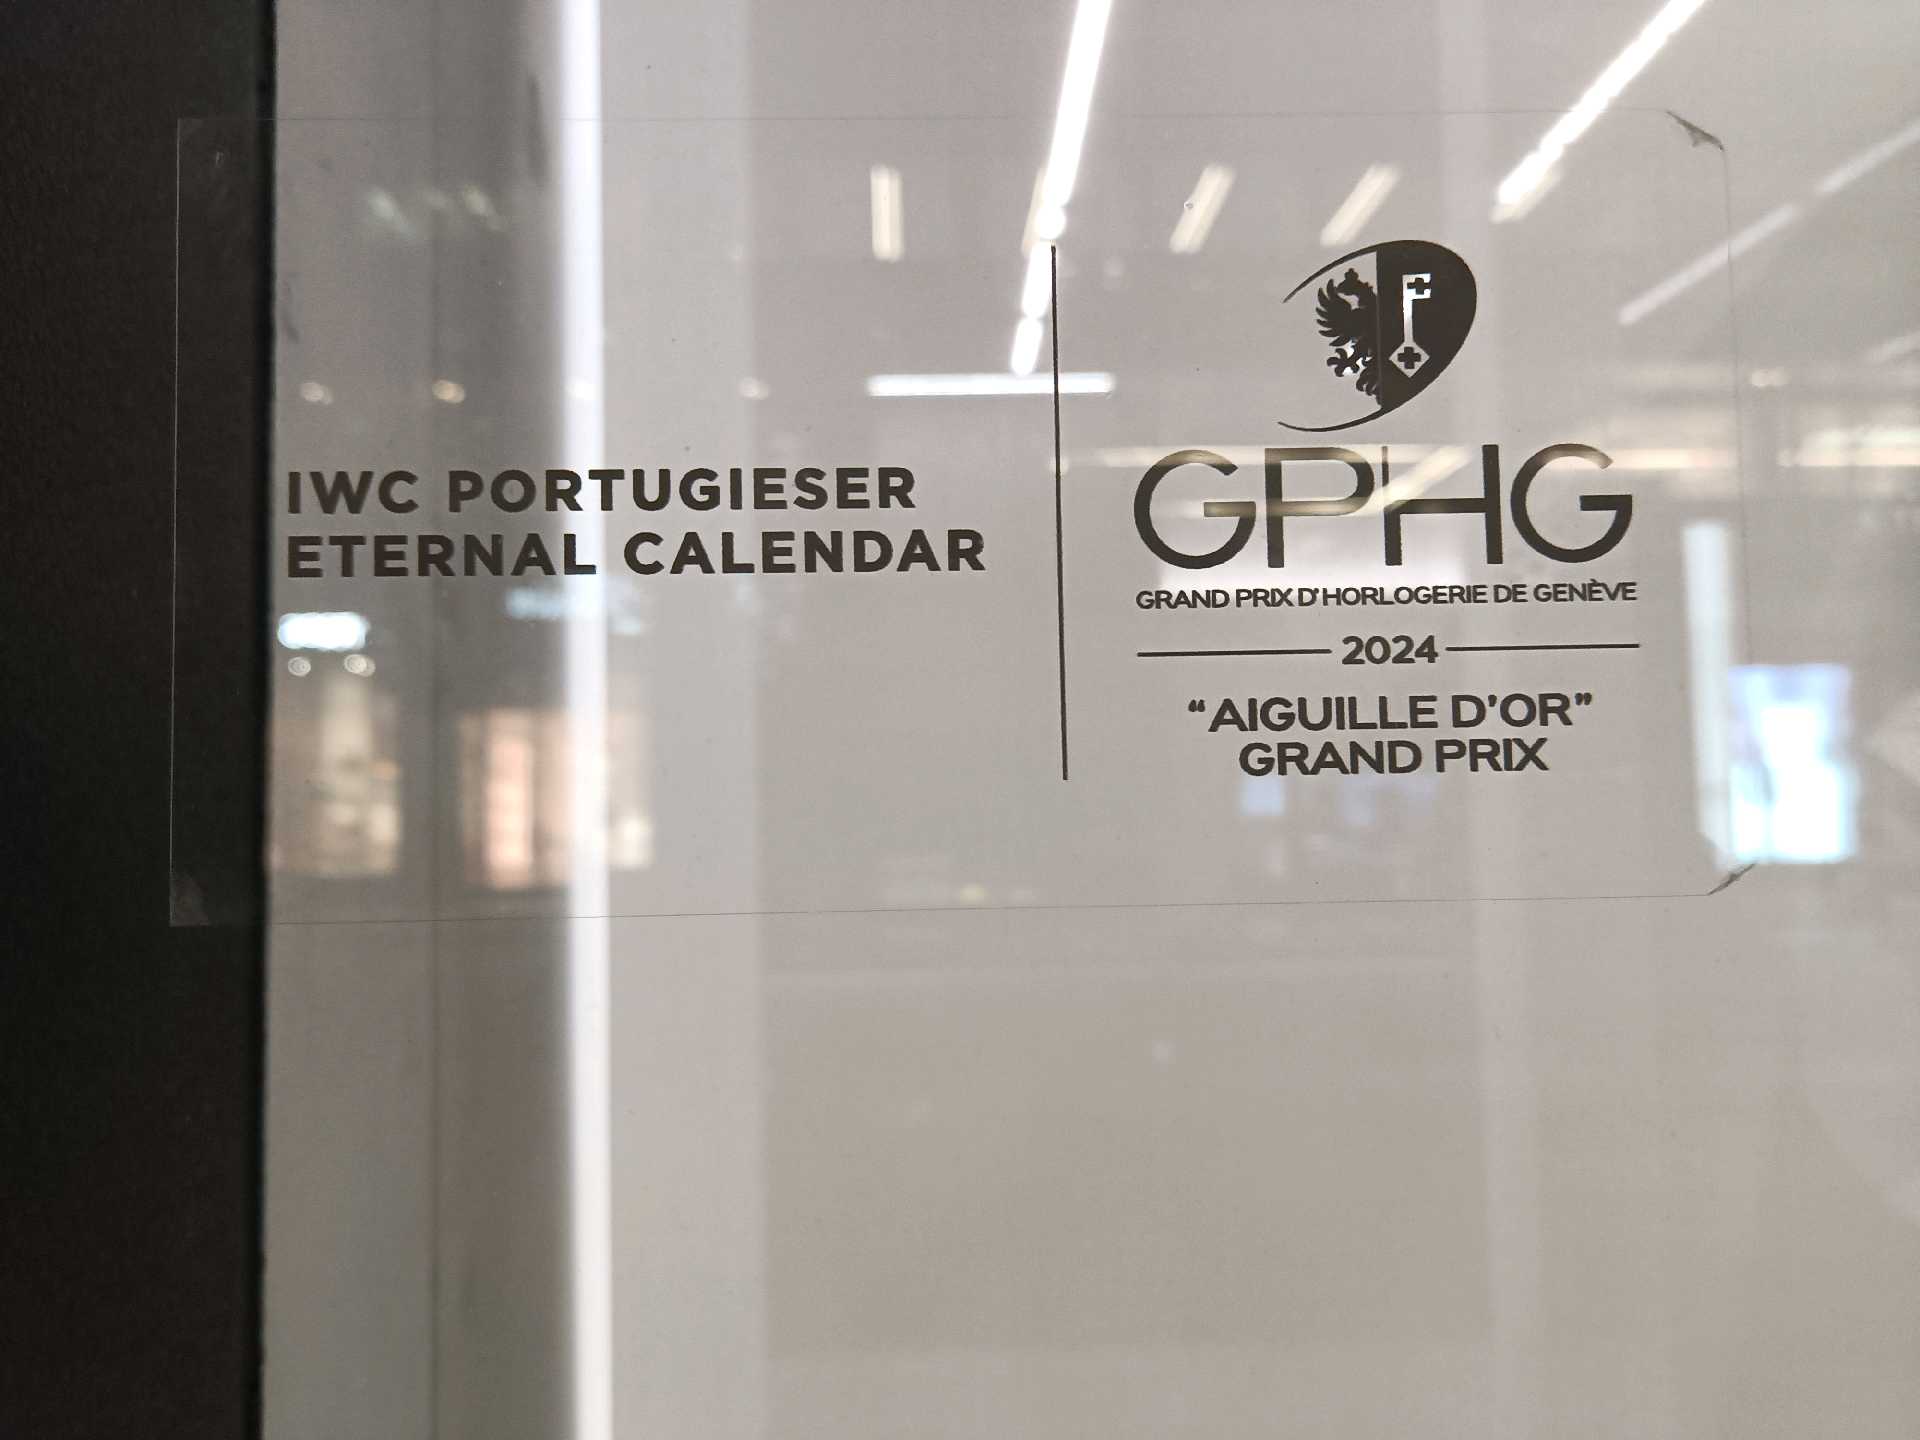 IWC PORTUGIESER
ETERNAL CALENDAR
GPHG
GRAND PRIX D'HORLOGERIE DE GENÈVE
2024
“AIGUILLE D’OR”
GRAND PRIX